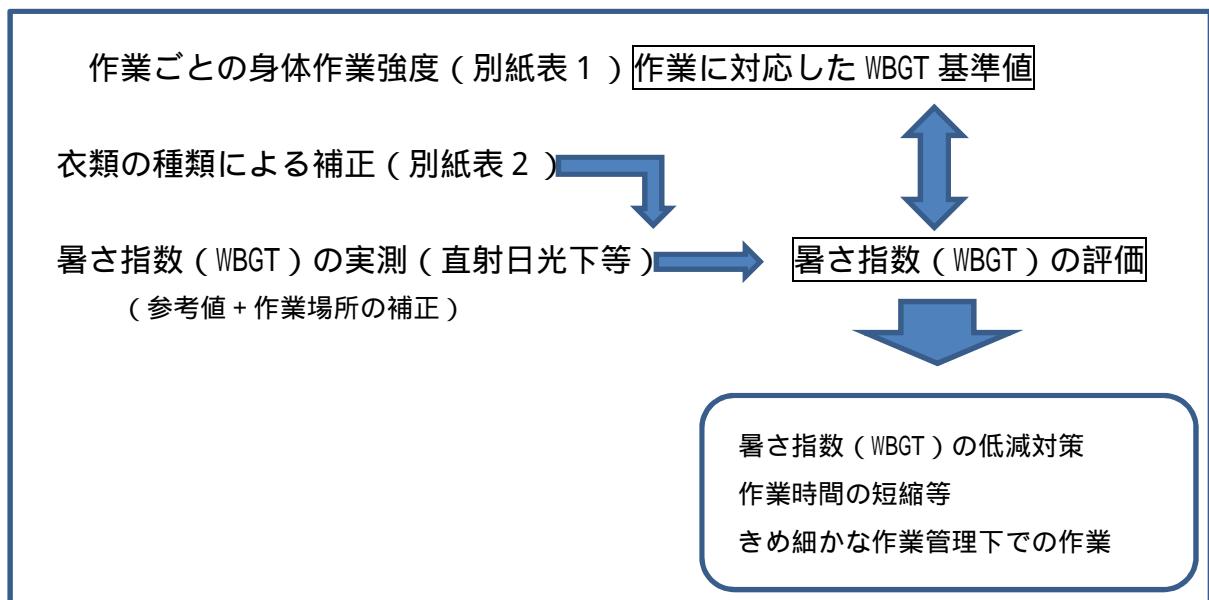 作業ごとの身体作業強度（別紙表１）作業に対応した WBGT 基準値
衣類の種類による補正（別紙表２）
暑さ指数（WBGT）の実測（直射日光下等） 暑さ指数（WBGT）の評価
（参考値＋作業場所の補正）
暑さ指数（WBGT）の低減対策
作業時間の短縮等
きめ細かな作業管理下での作業